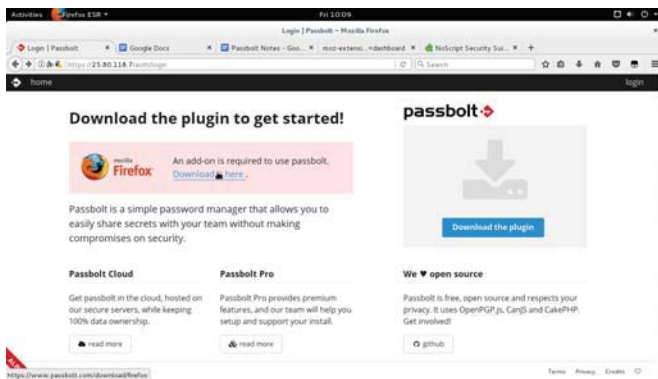 Activities Firefox ESR Fri 10:09
Login | Passbolt - Mozilla Firefox
Login | Passbolt Google Docs Passbolt Notes - Goo... moz-extensi...=dashboard NoScript Security Sui...
https://25.80.118.7/auth/login Search
home login
Download the plugin to get started!
mozilla
Firefox
An add-on is required to use passbolt.
Download it here.
Passbolt is a simple password manager that allows you to
easily share secrets with your team without making
compromises on security.
passbolt
Download the plugin
Passbolt Cloud
Get passbolt in the cloud, hosted on
our secure servers, while keeping
100% data ownership.
read more
Passbolt Pro
Passbolt Pro provides premium
features, and our team will help you
setup and support your install.
read more
We ♥ open source
Passbolt is free, open source and respects your
privacy. It uses OpenPGP.js, CanJS and CakePHP.
Get involved!
github
https://www.passbolt.com/download/firefox
Terms Privacy Credits